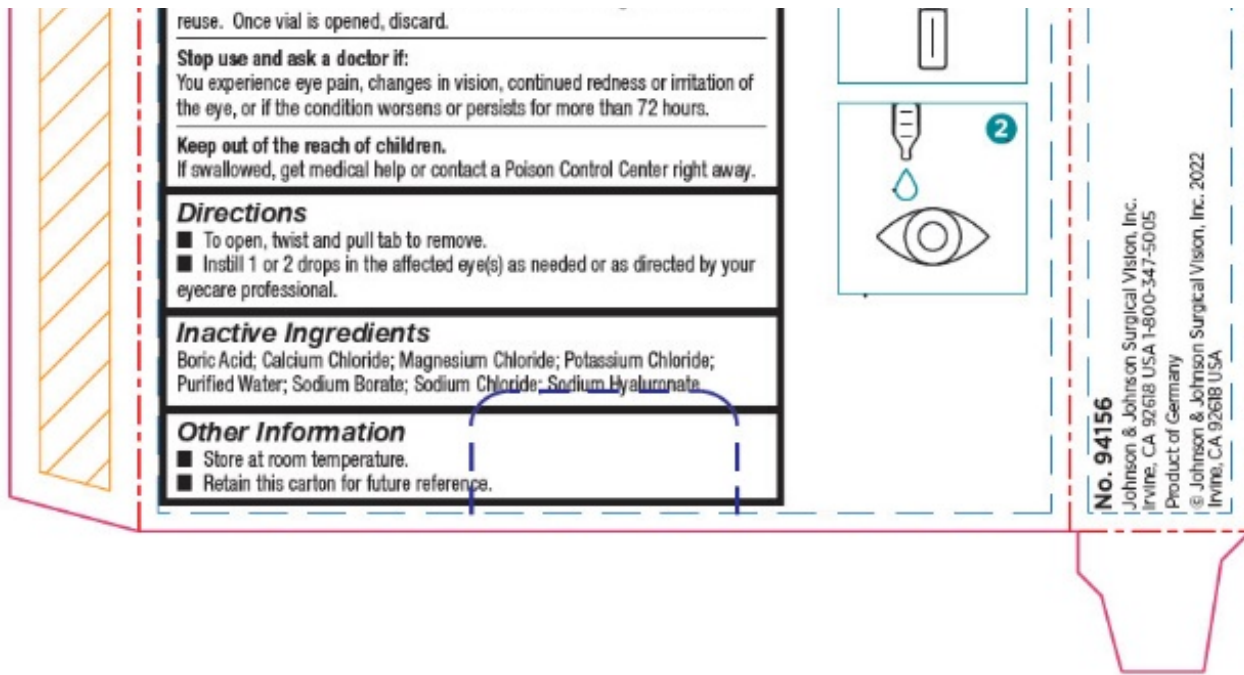 reuse. Once vial is opened, discard.
Stop use and ask a doctor if:
You experience eye pain, changes in vision, continued redness or irritation of
the eye, or if the condition worsens or persists for more than 72 hours.
Keep out of the reach of children.
If swallowed, get medical help or contact a Poison Control Center right away.
Directions
■ To open, twist and pull tab to remove.
■ Instill 1 or 2 drops in the affected eye(s) as needed or as directed by your
eyecare professional.
Inactive Ingredients
Boric Acid; Calcium Chloride; Magnesium Chloride; Potassium Chloride;
Purified Water; Sodium Borate; Sodium Chloride; Sodium Hyaluronate
Other Information
■ Store at room temperature.
■ Retain this carton for future reference.
2
No. 94156
Johnson & Johnson Surgical Vision, Inc.
Irvine, CA 92618 USA 1-800-347-5005
Product of Germany
© Johnson & Johnson Surgical Vision, Inc. 2022
Irvine, CA 92618 USA